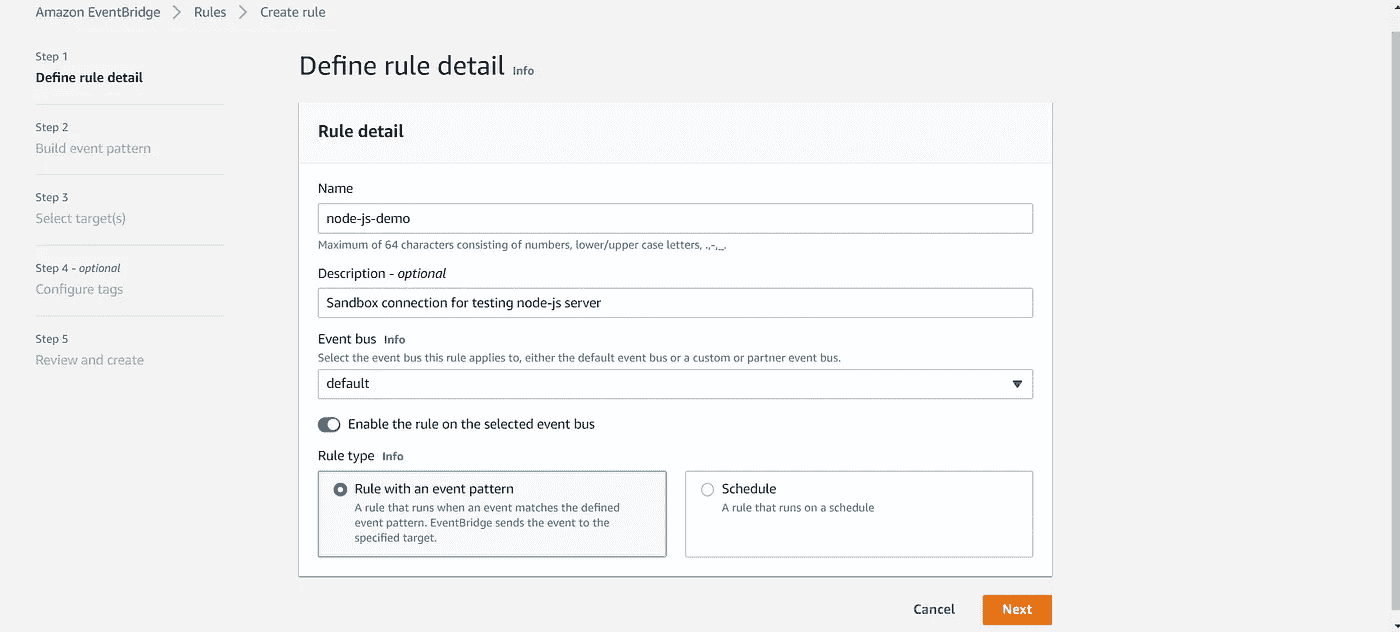 Amazon EventBridge > Rules > Create rule
Step 1
Define rule detail
Step 2
Build event pattern
Step 3
Select target(s)
Step 4 - optional
Configure tags
Step 5
Review and create
Define rule detail Info
Rule detail
Name
node-js-demo
Maximum of 64 characters consisting of numbers, lower/upper case letters, .,-,_.
Description - optional
Sandbox connection for testing node-js server
Event bus Info
Select the event bus this rule applies to, either the default event bus or a custom or partner event bus.
default
Enable the rule on the selected event bus
Rule type Info
Rule with an event pattern
A rule that runs when an event matches the defined
event pattern. EventBridge sends the event to the
specified target.
Schedule
A rule that runs on a schedule
Cancel Next